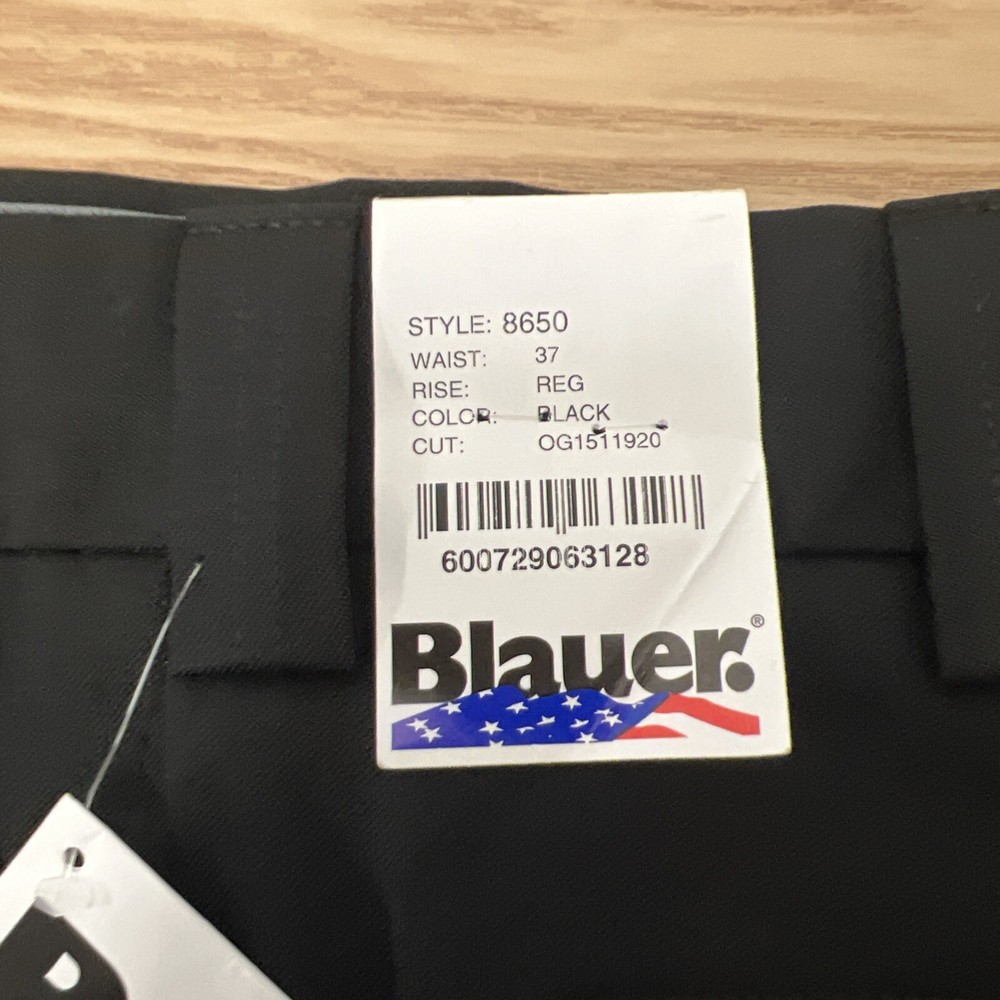 STYLE: 8650
WAIST: 37
RISE: REG
COLOR: BLACK
CUT: OG1511920
600729063128
Blauer.®